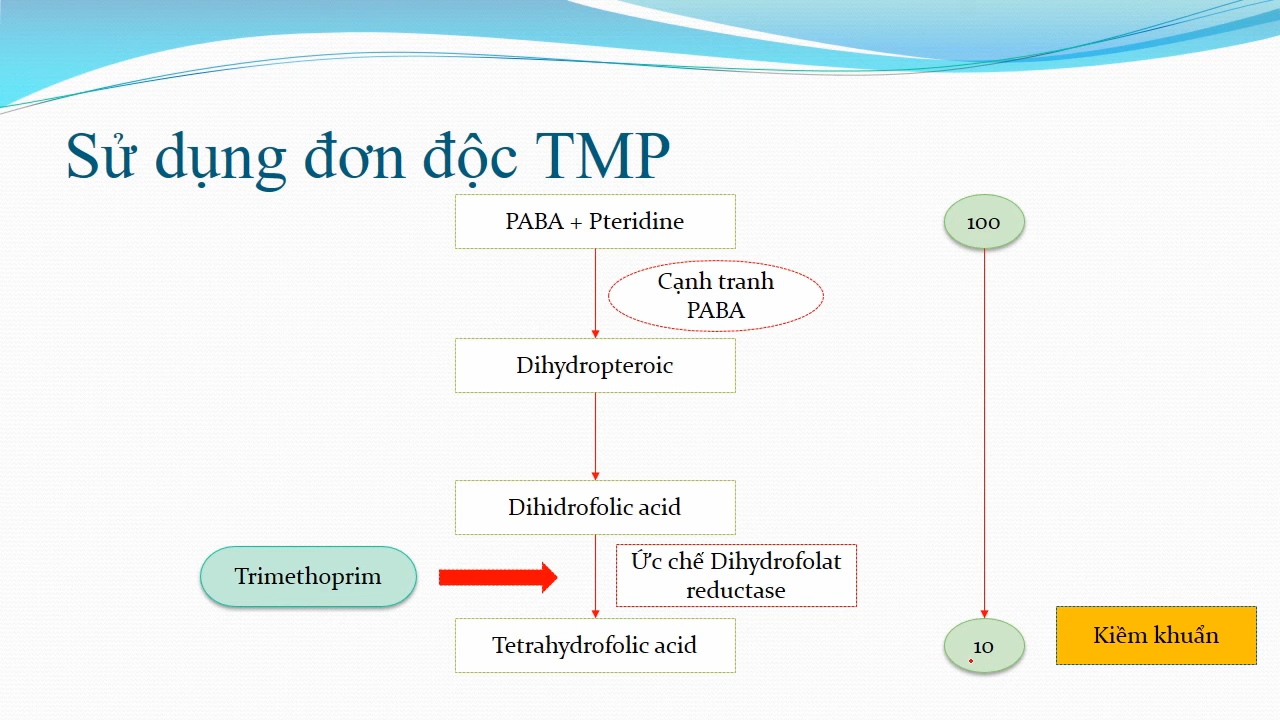 Sử dụng đơn độc TMP
PABA + Pteridine
100
Cạnh tranh
PABA
Dihydropteroic
Dihidrofolic acid
Trimethoprim
Ức chế Dihydrofolat
reductase
Tetrahydrofolic acid
10
Kiềm khuẩn